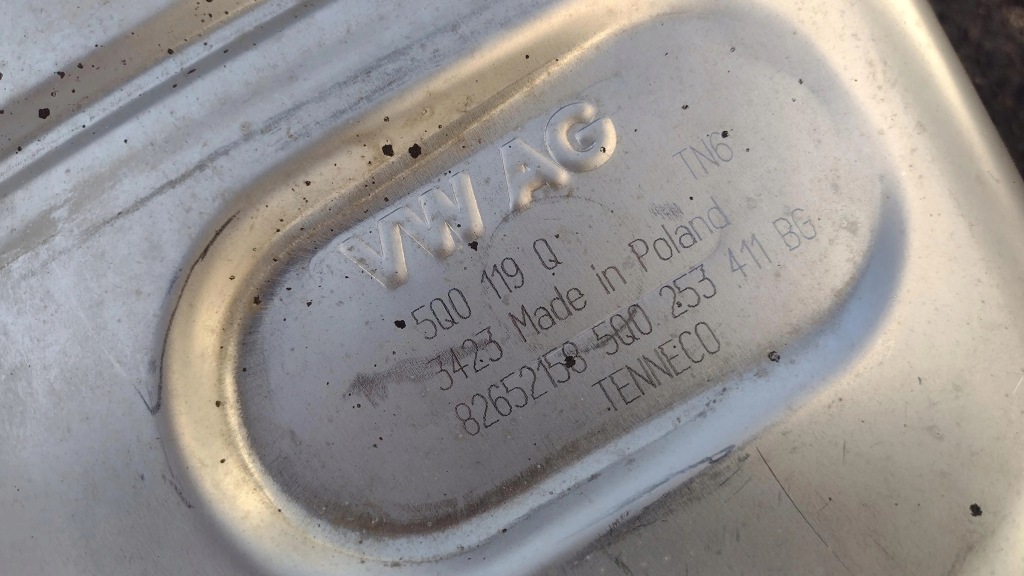 VW AG
TN6
5Q0 119 Q
3423 Made in Poland
82652158 5Q0 253 411 BG
TENNECO